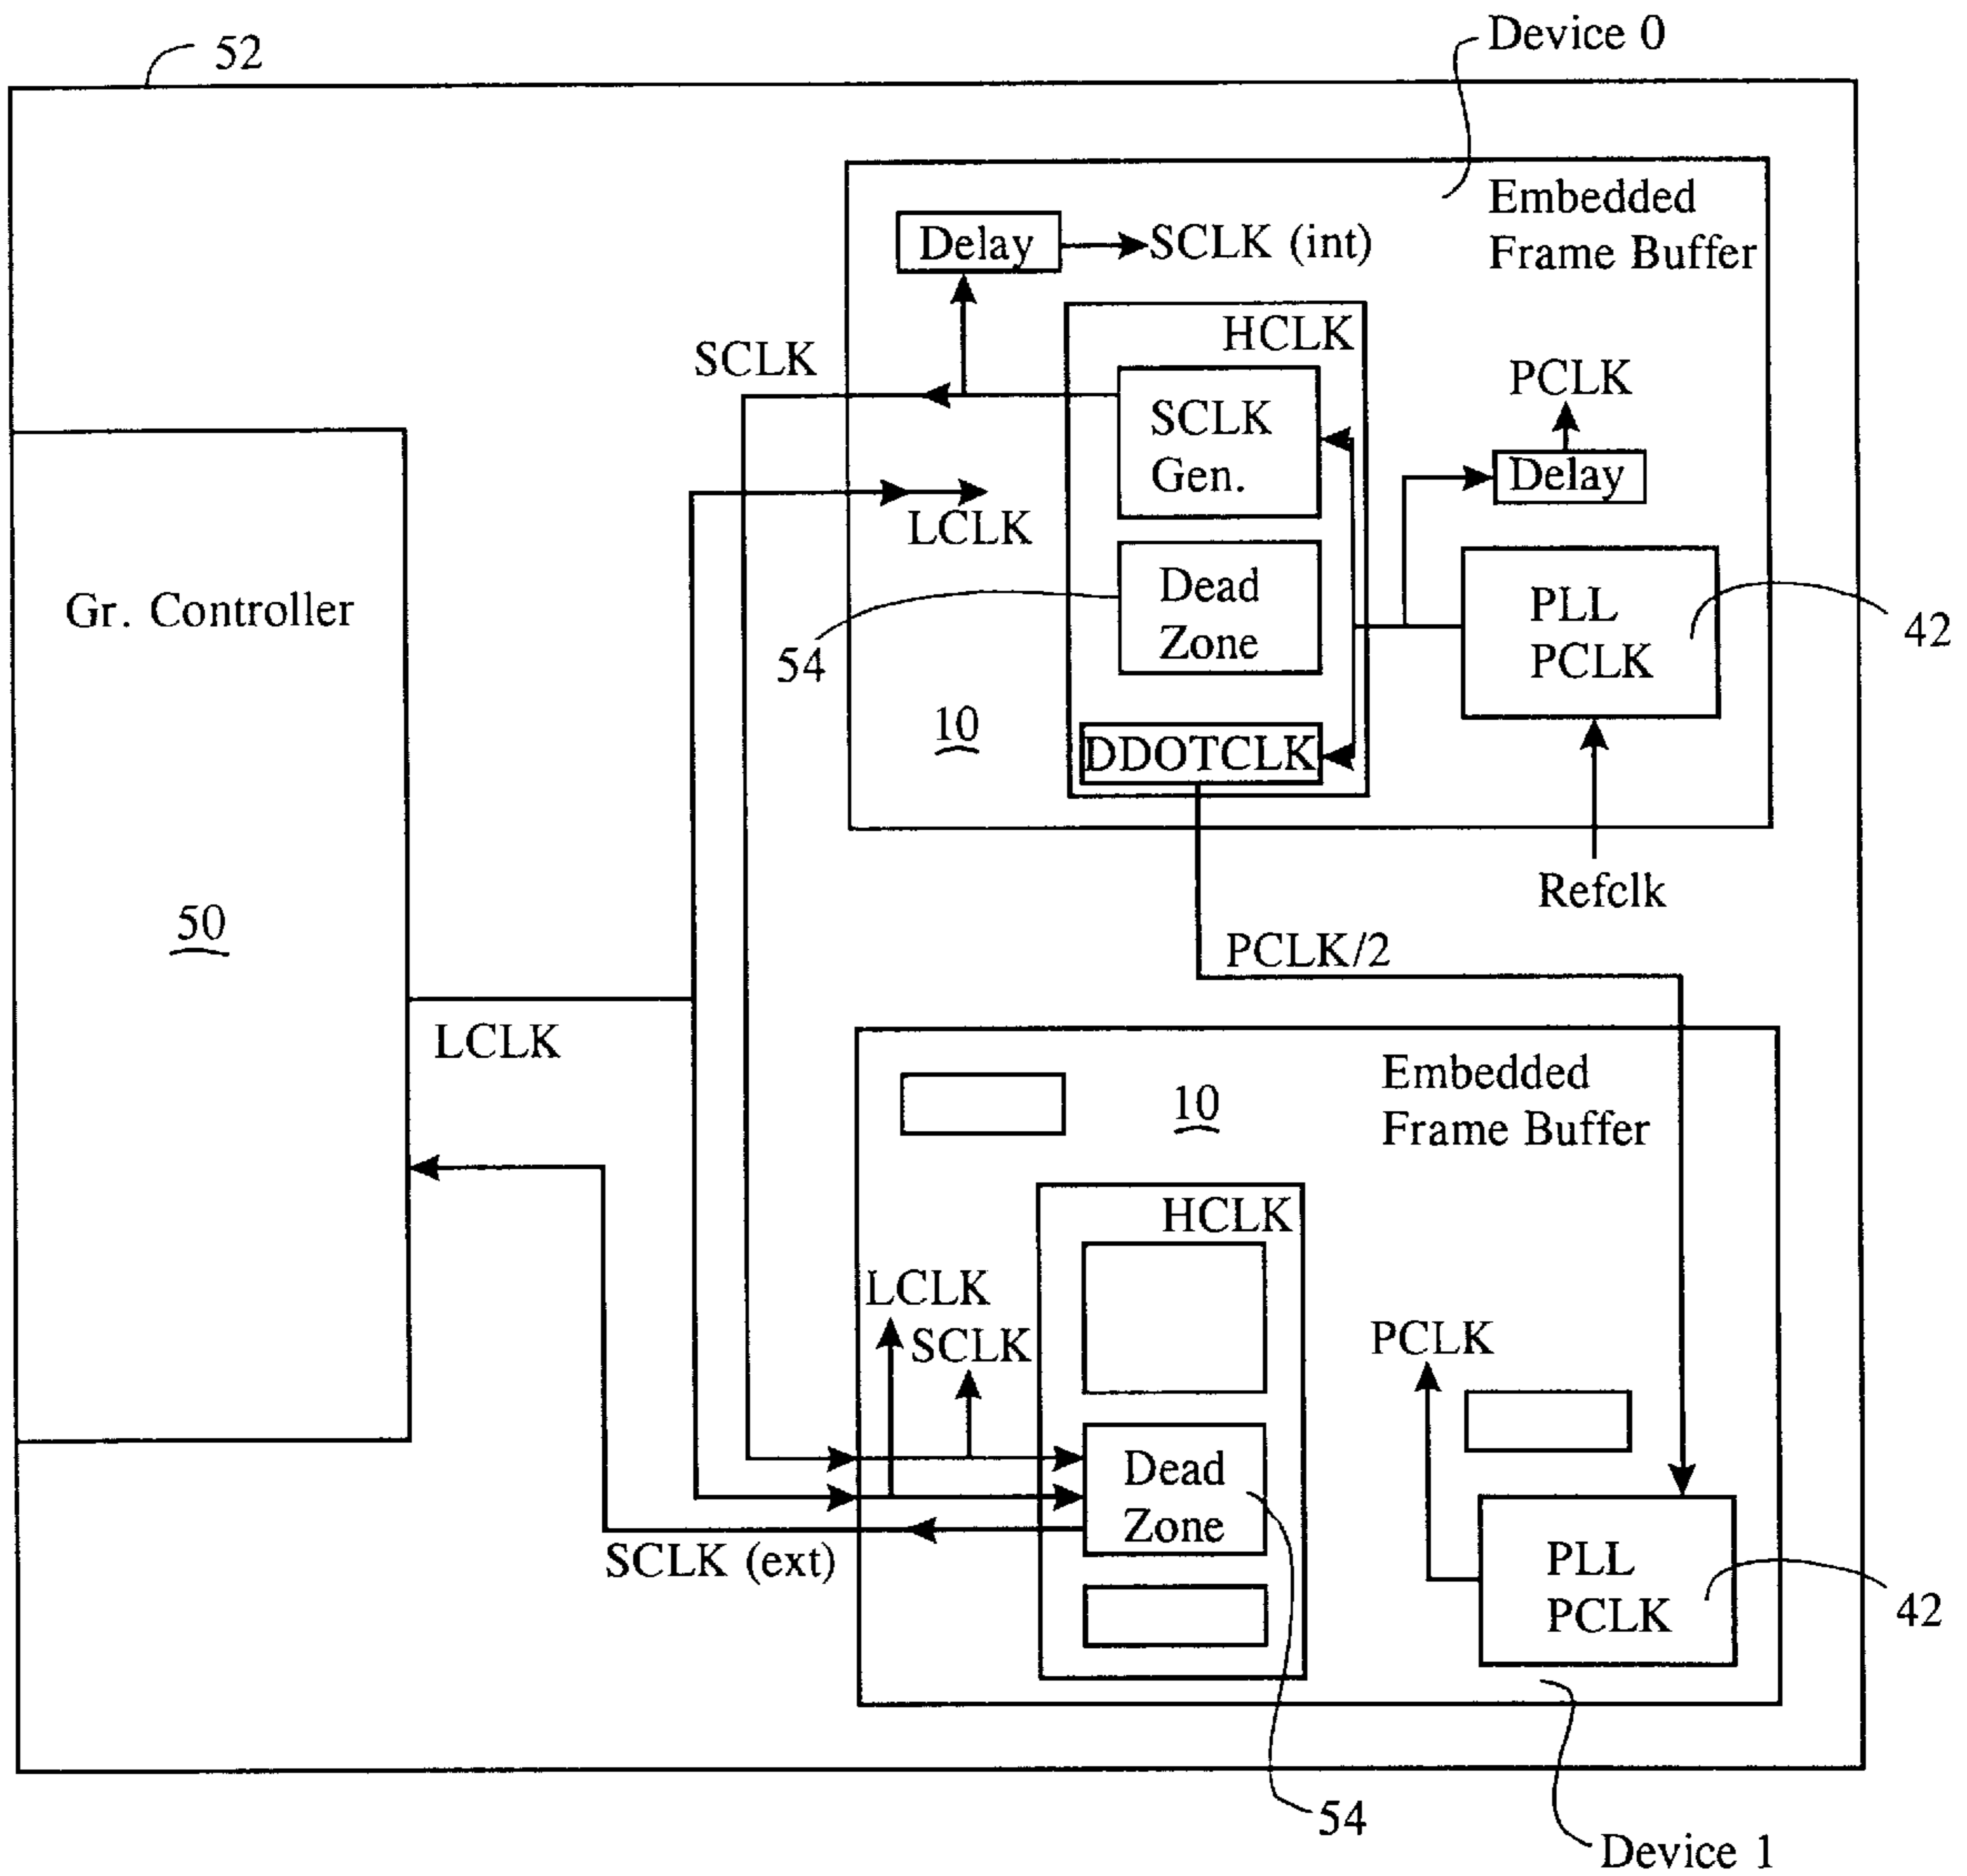 52
Device 0
Embedded
Frame Buffer
Delay
SCLK (int)
HCLK
SCLK
SCLK
Gen.
PCLK
Delay
LCLK
Dead
Zone
54
PLL
PCLK
42
10
DDOTCLK
Refclk
PCLK/2
Gr. Controller
50
LCLK
Embedded
Frame Buffer
10
HCLK
LCLK
SCLK
PCLK
Dead
Zone
SCLK (ext)
PLL
PCLK
42
54
Device 1